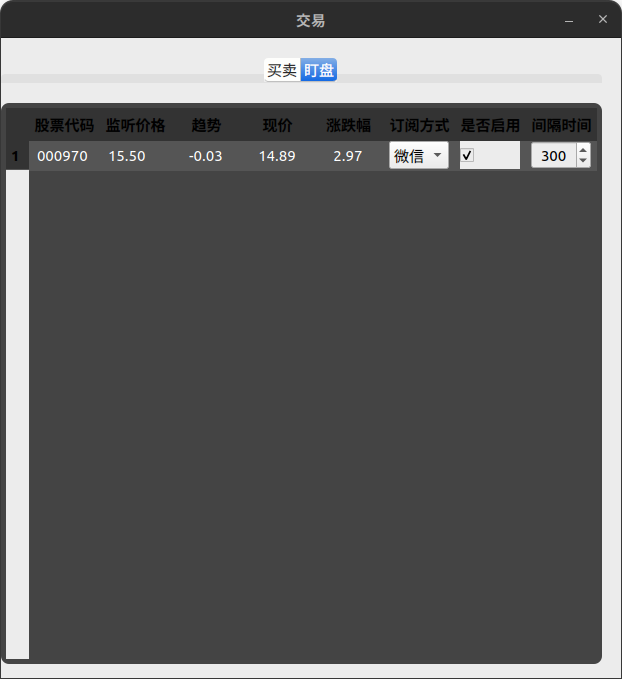 交易
买卖 盯盘
股票代码 监听价格 趋势 现价 涨跌幅 订阅方式 是否启用 间隔时间
1 000970 15.50 -0.03 14.89 2.97 微信 300